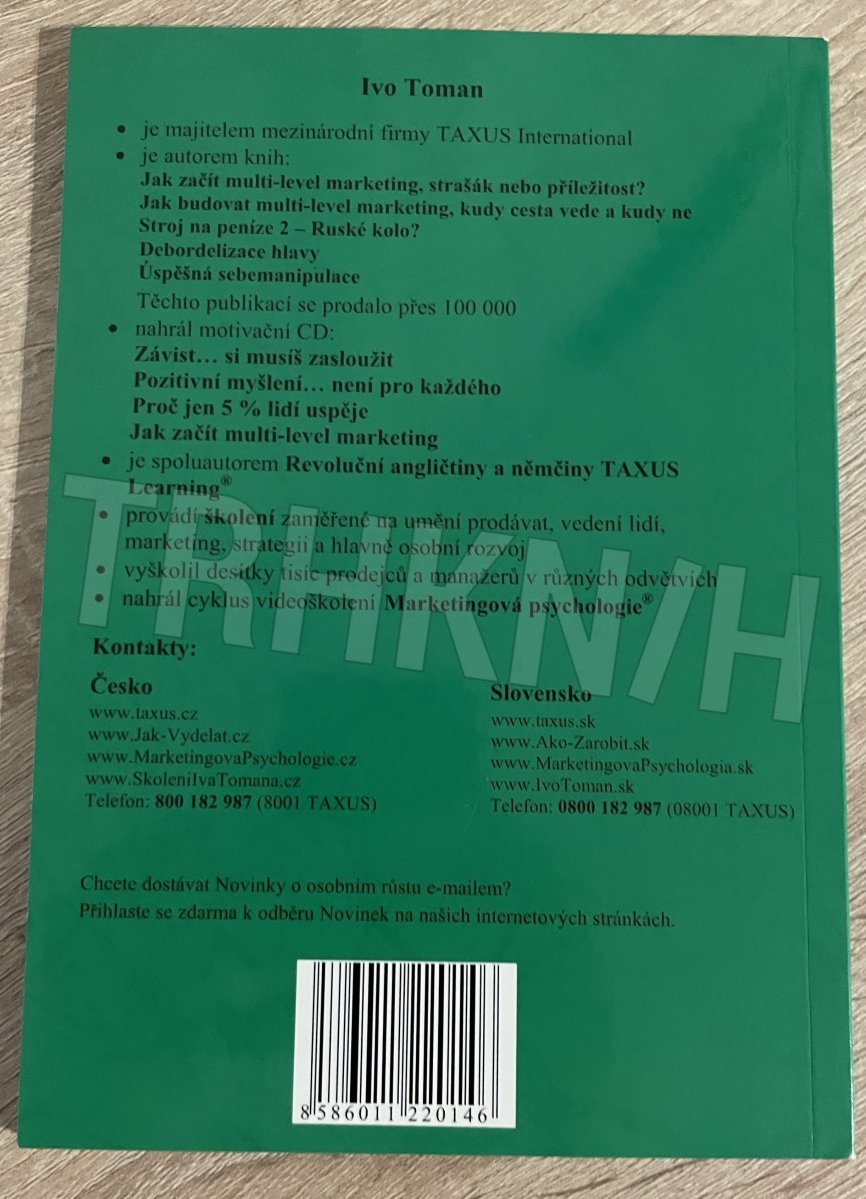 Ivo Toman
• je majitelem mezinárodní firmy TAXUS International
• je autorem knih:
Jak začít multi-level marketing, strašák nebo příležitost?
Jak budovat multi-level marketing, kudy cesta vede a kudy ne
Stroj na peníze 2 – Ruské kolo?
Debordelizace hlavy
Úspěšná sebemanipulace
Těchto publikací se prodalo přes 100 000
• nahrál motivační CD:
Závist… si musíš zasloužit
Pozitivní myšlení… není pro každého
Proč jen 5 % lidí uspěje
Jak začít multi-level marketing
• je spoluautorem Revoluční angličtiny a němčiny TAXUS
Learning®
• provádí školení zaměřené na umění prodávat, vedení lidí,
marketing, strategii a hlavně osobní rozvoj
• vyškolil desítky tisíc prodejců a manažerů v různých odvětvích
• nahrál cyklus videoškolení Marketingová psychologie®
TRHKN/H
Kontakty:
Česko
www.taxus.cz
www.Jak-Vydelat.cz
www.MarketingovaPsychologie.cz
www.SkoleniIvaTomana.cz
Telefon: 800 182 987 (8001 TAXUS)
Slovensko
www.taxus.sk
www.Ako-Zarobit.sk
www.MarketingovaPsychologia.sk
www.IvoToman.sk
Telefon: 0800 182 987 (08001 TAXUS)
Chcete dostávat Novinky o osobním růstu e-mailem?
Přihlaste se zdarma k odběru Novinek na našich internetových stránkách.
8 586011 220146